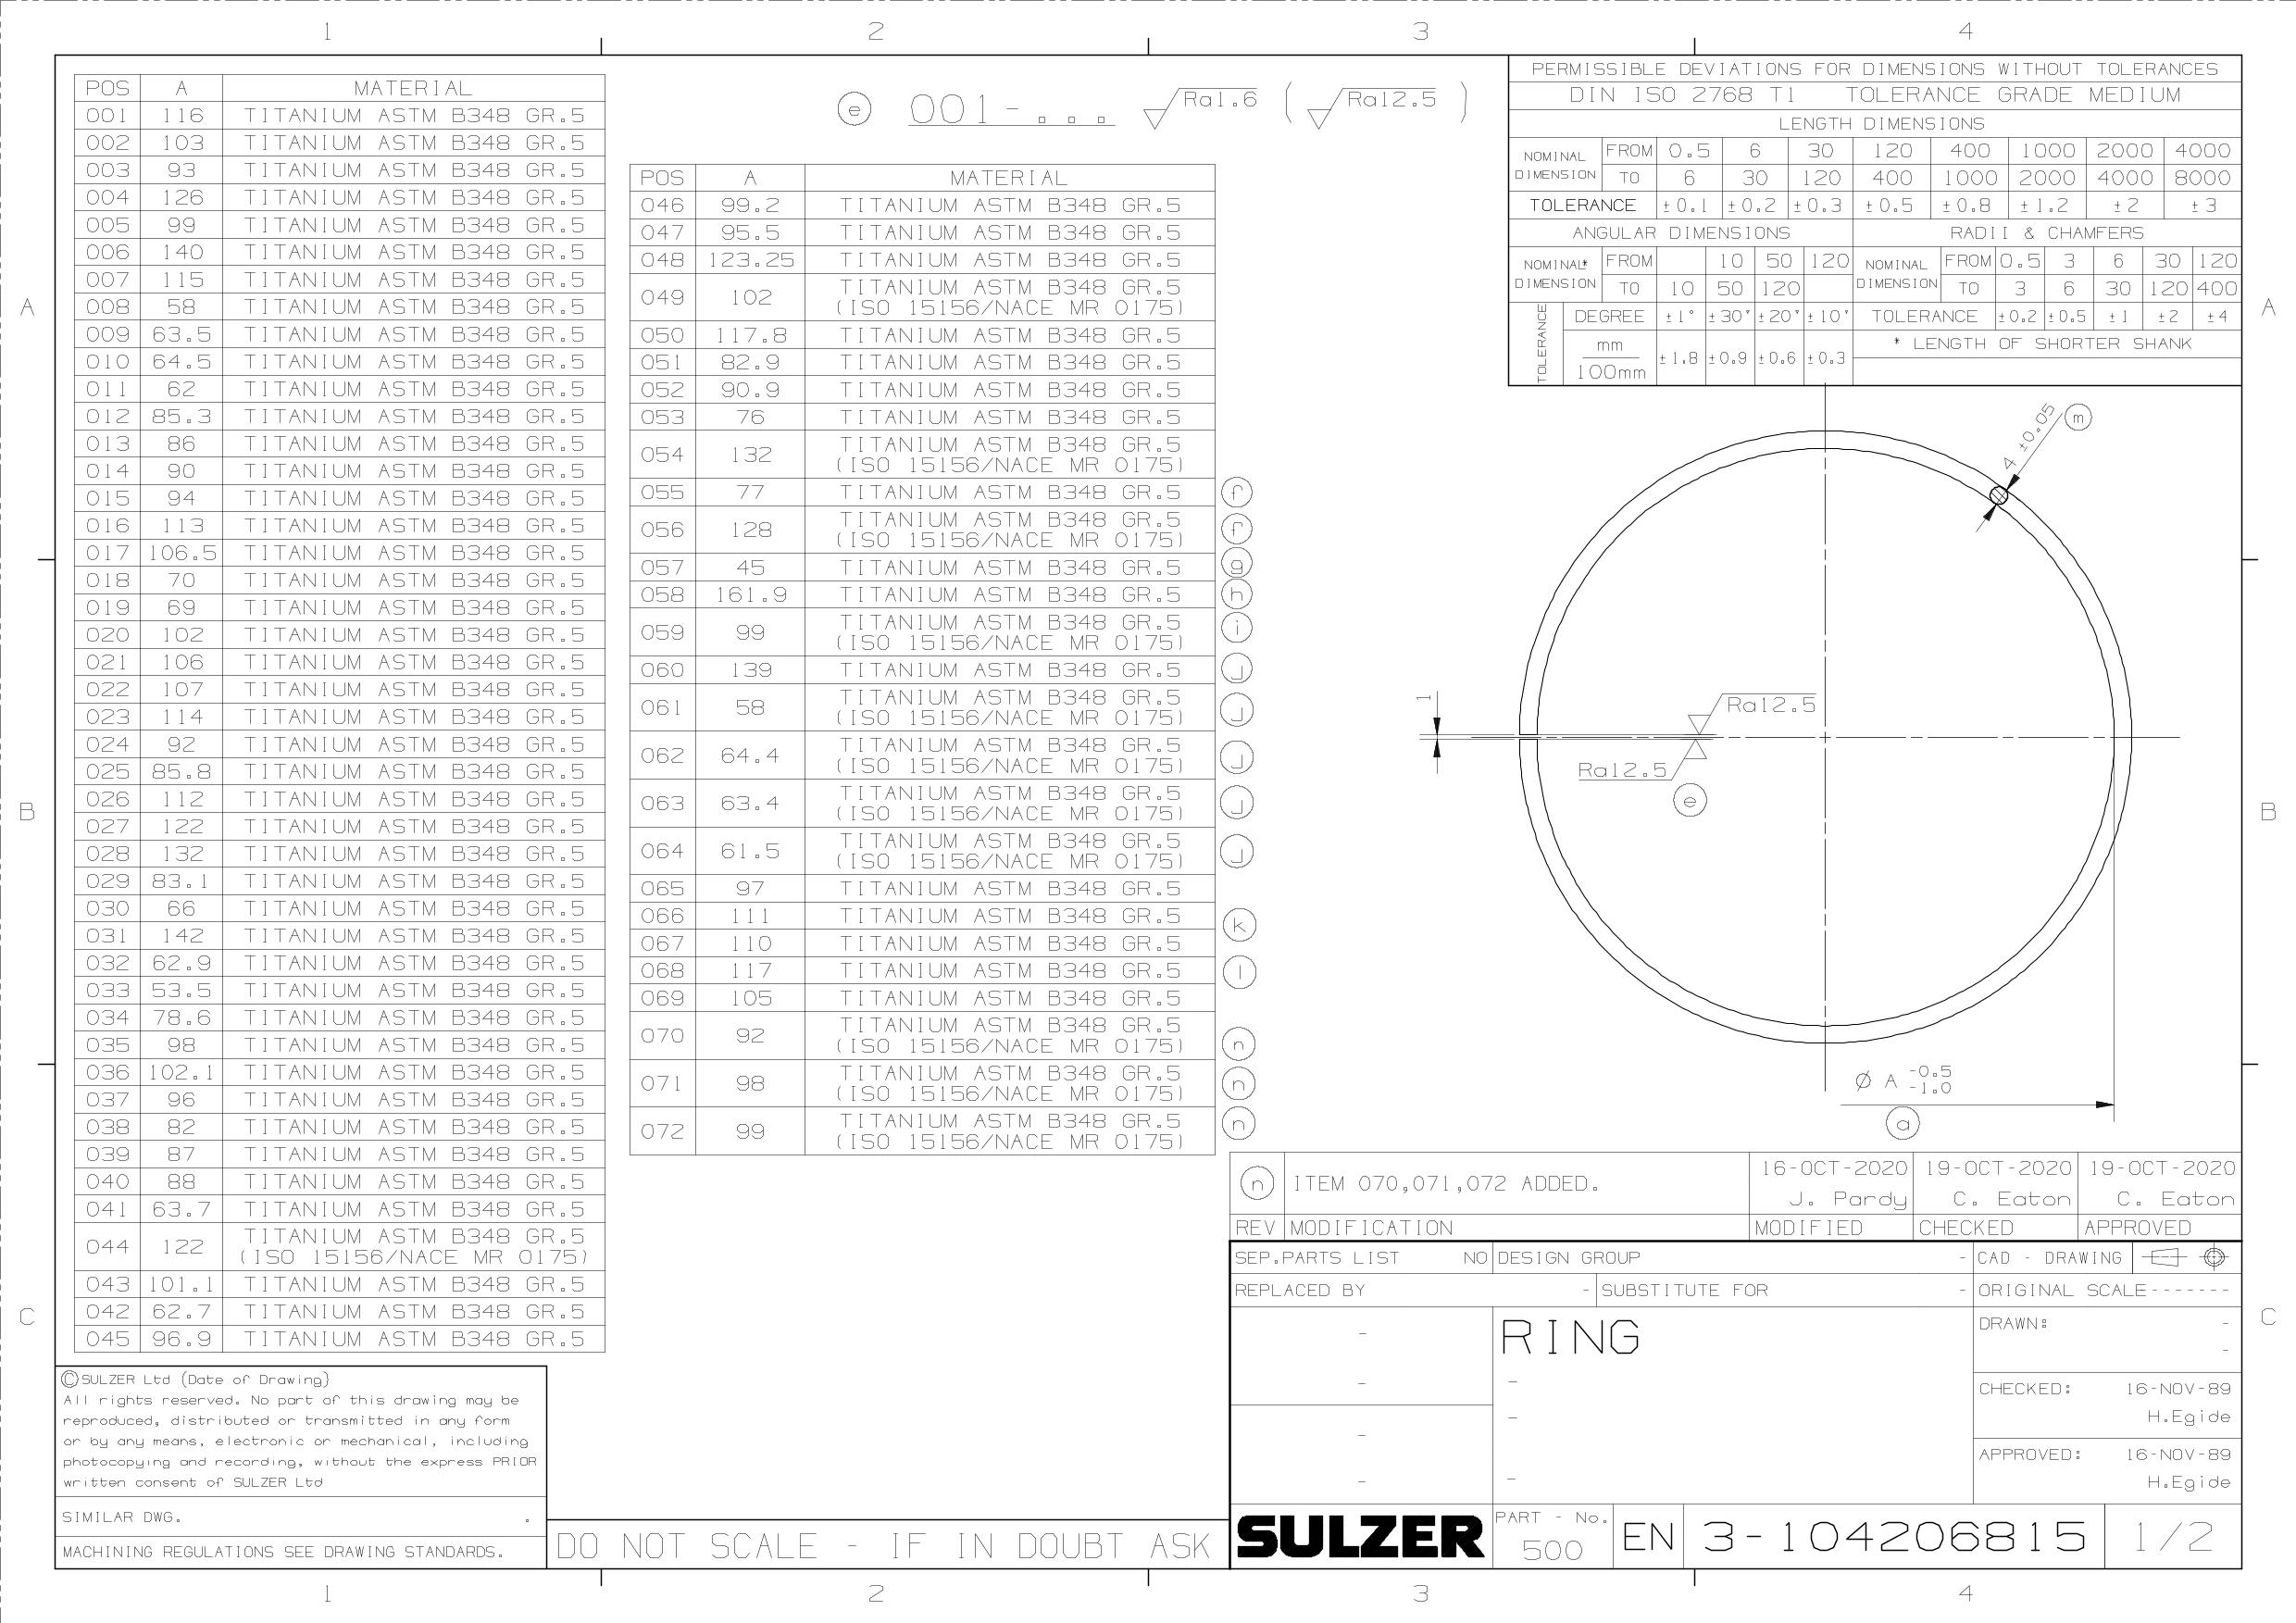 1 2 3 4
POS A MATERIAL
001 116 TITANIUM ASTM B348 GR.5
002 103 TITANIUM ASTM B348 GR.5
003 93 TITANIUM ASTM B348 GR.5
004 126 TITANIUM ASTM B348 GR.5
005 99 TITANIUM ASTM B348 GR.5
006 140 TITANIUM ASTM B348 GR.5
007 115 TITANIUM ASTM B348 GR.5
008 58 TITANIUM ASTM B348 GR.5
009 63.5 TITANIUM ASTM B348 GR.5
010 64.5 TITANIUM ASTM B348 GR.5
011 62 TITANIUM ASTM B348 GR.5
012 85.3 TITANIUM ASTM B348 GR.5
013 86 TITANIUM ASTM B348 GR.5
014 90 TITANIUM ASTM B348 GR.5
015 94 TITANIUM ASTM B348 GR.5
016 113 TITANIUM ASTM B348 GR.5
017 106.5 TITANIUM ASTM B348 GR.5
018 70 TITANIUM ASTM B348 GR.5
019 69 TITANIUM ASTM B348 GR.5
020 102 TITANIUM ASTM B348 GR.5
021 106 TITANIUM ASTM B348 GR.5
022 107 TITANIUM ASTM B348 GR.5
023 114 TITANIUM ASTM B348 GR.5
024 92 TITANIUM ASTM B348 GR.5
025 85.8 TITANIUM ASTM B348 GR.5
026 112 TITANIUM ASTM B348 GR.5
027 122 TITANIUM ASTM B348 GR.5
028 132 TITANIUM ASTM B348 GR.5
029 83.1 TITANIUM ASTM B348 GR.5
030 66 TITANIUM ASTM B348 GR.5
031 142 TITANIUM ASTM B348 GR.5
032 62.9 TITANIUM ASTM B348 GR.5
033 53.5 TITANIUM ASTM B348 GR.5
034 78.6 TITANIUM ASTM B348 GR.5
035 98 TITANIUM ASTM B348 GR.5
036 102.1 TITANIUM ASTM B348 GR.5
037 96 TITANIUM ASTM B348 GR.5
038 82 TITANIUM ASTM B348 GR.5
039 87 TITANIUM ASTM B348 GR.5
040 88 TITANIUM ASTM B348 GR.5
041 63.7 TITANIUM ASTM B348 GR.5
044 122 TITANIUM ASTM B348 GR.5
(ISO 15156/NACE MR 0175)
043 101.1 TITANIUM ASTM B348 GR.5
042 62.7 TITANIUM ASTM B348 GR.5
045 96.9 TITANIUM ASTM B348 GR.5
e 001- ... Ra1.6 ( Ra12.5 )
POS A MATERIAL
046 99.2 TITANIUM ASTM B348 GR.5
047 95.5 TITANIUM ASTM B348 GR.5
048 123.25 TITANIUM ASTM B348 GR.5
049 102 TITANIUM ASTM B348 GR.5
(ISO 15156/NACE MR 0175)
050 117.8 TITANIUM ASTM B348 GR.5
051 82.9 TITANIUM ASTM B348 GR.5
052 90.9 TITANIUM ASTM B348 GR.5
053 76 TITANIUM ASTM B348 GR.5
054 132 TITANIUM ASTM B348 GR.5
(ISO 15156/NACE MR 0175)
055 77 TITANIUM ASTM B348 GR.5 f
056 128 TITANIUM ASTM B348 GR.5 f
(ISO 15156/NACE MR 0175)
057 45 TITANIUM ASTM B348 GR.5 g
058 161.9 TITANIUM ASTM B348 GR.5 h
059 99 TITANIUM ASTM B348 GR.5 i
(ISO 15156/NACE MR 0175)
060 139 TITANIUM ASTM B348 GR.5 J
061 58 TITANIUM ASTM B348 GR.5 J
(ISO 15156/NACE MR 0175)
062 64.4 TITANIUM ASTM B348 GR.5 J
(ISO 15156/NACE MR 0175)
063 63.4 TITANIUM ASTM B348 GR.5 J
(ISO 15156/NACE MR 0175)
064 61.5 TITANIUM ASTM B348 GR.5 J
(ISO 15156/NACE MR 0175)
065 97 TITANIUM ASTM B348 GR.5
066 111 TITANIUM ASTM B348 GR.5 k
067 110 TITANIUM ASTM B348 GR.5
068 117 TITANIUM ASTM B348 GR.5 l
069 105 TITANIUM ASTM B348 GR.5
070 92 TITANIUM ASTM B348 GR.5 n
(ISO 15156/NACE MR 0175)
071 98 TITANIUM ASTM B348 GR.5 n
(ISO 15156/NACE MR 0175)
072 99 TITANIUM ASTM B348 GR.5 n
(ISO 15156/NACE MR 0175)
PERMISSIBLE DEVIATIONS FOR DIMENSIONS WITHOUT TOLERANCES
DIN ISO 2768 T1 TOLERANCE GRADE MEDIUM
LENGTH DIMENSIONS
NOMINAL DIMENSION FROM 0.5 6 30 120 400 1000 2000 4000
TO 6 30 120 400 1000 2000 4000 8000
TOLERANCE ±0.1 ±0.2 ±0.3 ±0.5 ±0.8 ±1.2 ±2 ±3
ANGULAR DIMENSIONS RADII & CHAMFERS
NOMINAL* DIMENSION FROM 10 50 120 NOMINAL DIMENSION FROM 0.5 3 6 30 120
TO 10 50 120 TO 3 6 30 120 400
TOLERANCE DEGREE ±1° ±30' ±20' ±10' TOLERANCE ±0.2 ±0.5 ±1 ±2 ±4
mm
100mm ±1.8 ±0.9 ±0.6 ±0.3 * LENGTH OF SHORTER SHANK
4 ±0.05 m
1
Ra12.5
Ra12.5
e
Ø A -0.5
-1.0
a
A A
B B
C C
n ITEM 070,071,072 ADDED. 16-OCT-2020 19-OCT-2020 19-OCT-2020
J. Pardy C. Eaton C. Eaton
REV MODIFICATION MODIFIED CHECKED APPROVED
SEP.PARTS LIST NO DESIGN GROUP - CAD - DRAWING
REPLACED BY - SUBSTITUTE FOR - ORIGINAL SCALE-------
- RING DRAWN: -
-
- - CHECKED: 16-NOV-89
- H.Egide
- APPROVED: 16-NOV-89
- - H.Egide
SULZER PART - No. 500 EN 3-104206815 1/2
©SULZER Ltd (Date of Drawing)
All rights reserved. No part of this drawing may be
reproduced, distributed or transmitted in any form
or by any means, electronic or mechanical, including
photocopying and recording, without the express PRIOR
written consent of SULZER Ltd
SIMILAR DWG. .
MACHINING REGULATIONS SEE DRAWING STANDARDS.
DO NOT SCALE - IF IN DOUBT ASK
1 2 3 4